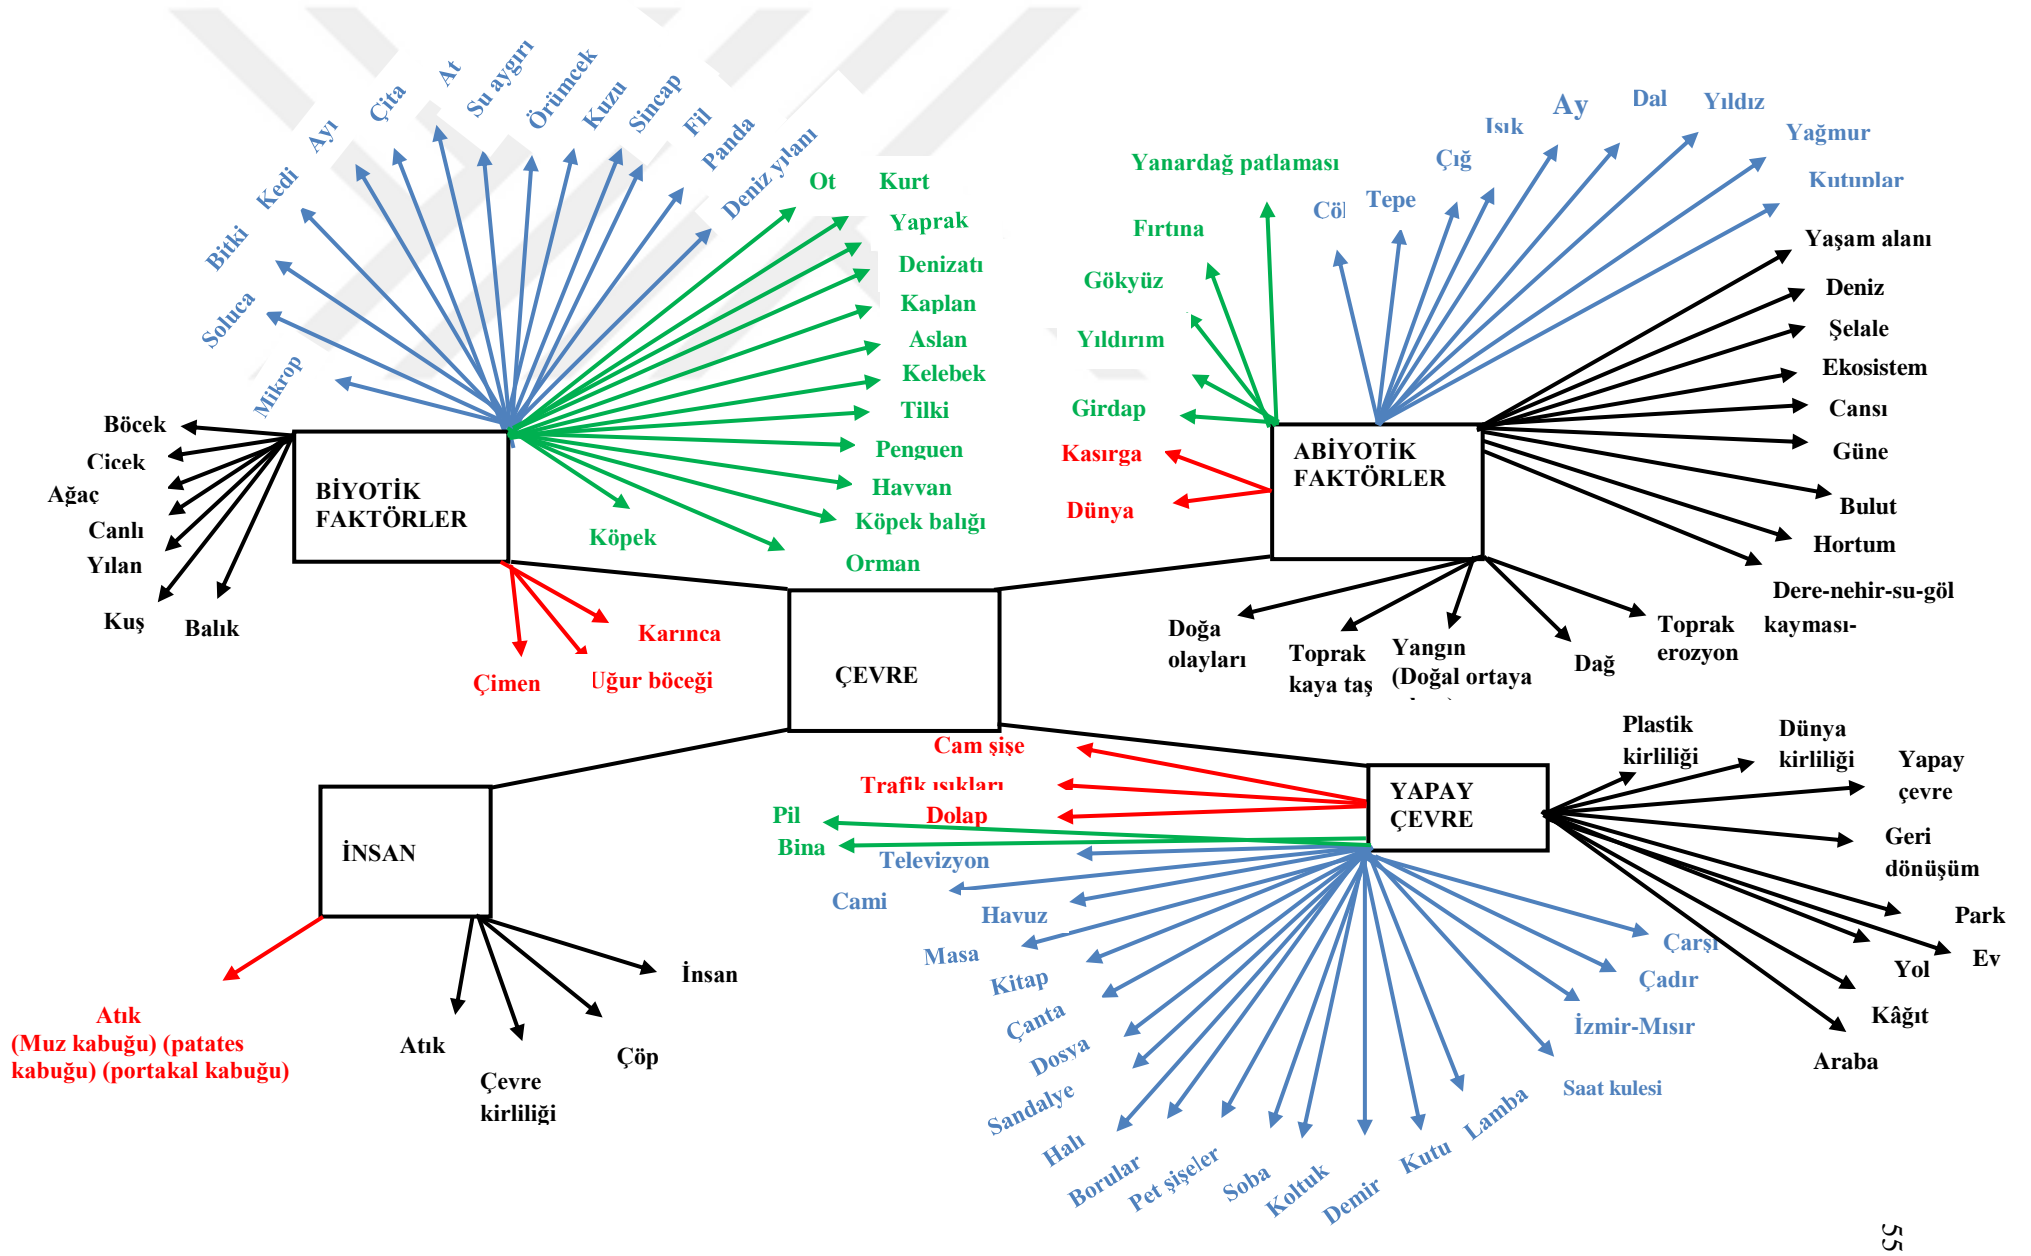 At
Çita
Su aygırı
Örümcek
Kuzu
Sincap
Fil
Panda
Deniz yılanı
Ayı
Kedi
Bitki
Soluca
Mikrop
Ot
Kurt
Yaprak
Denizatı
Kaplan
Aslan
Kelebek
Tilki
Penguen
Hayvan
Köpek balığı
Orman
Köpek
Böcek
Çiçek
Ağaç
Canlı
Yılan
Kuş
Balık
BİYOTİK
FAKTÖRLER
Karınca
Uğur böceği
Çimen
Yanardağ patlaması
Fırtına
Gökyüz
Yıldırım
Girdap
Kasırga
Dünya
Çöl
Tepe
Çığ
Işık
Ay
Dal
Yıldız
Yağmur
Kutuplar
Yaşam alanı
Deniz
Şelale
Ekosistem
Cansı
Güne
Bulut
Hortum
Dere-nehir-su-göl
ABİYOTİK
FAKTÖRLER
Doğa
olayları
Toprak
kaya taş
Yangın
(Doğal ortaya
Dağ
Toprak kayması-
erozyon
ÇEVRE
İNSAN
Atık
(Muz kabuğu) (patates
kabuğu) (portakal kabuğu)
Atık
Çevre
kirliliği
Çöp
İnsan
YAPAY
ÇEVRE
Cam şişe
Trafik ışıkları
Dolap
Pil
Bina
Televizyon
Cami
Havuz
Masa
Kitap
Çanta
Dosya
Sandalye
Halı
Borular
Pet şişeler
Soba
Koltuk
Demir
Kutu
Lamba
Saat kulesi
İzmir-Mısır
Çadır
Çarşı
Plastik
kirliliği
Dünya
kirliliği
Yapay
çevre
Geri
dönüşüm
Park
Ev
Yol
Kâğıt
Araba
55